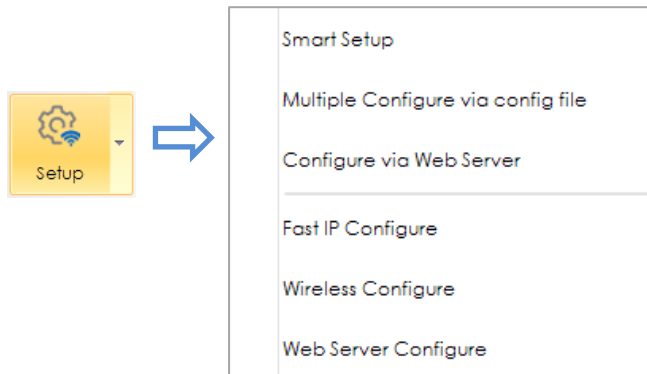 Setup
Smart Setup
Multiple Configure via config file
Configure via Web Server
Fast IP Configure
Wireless Configure
Web Server Configure